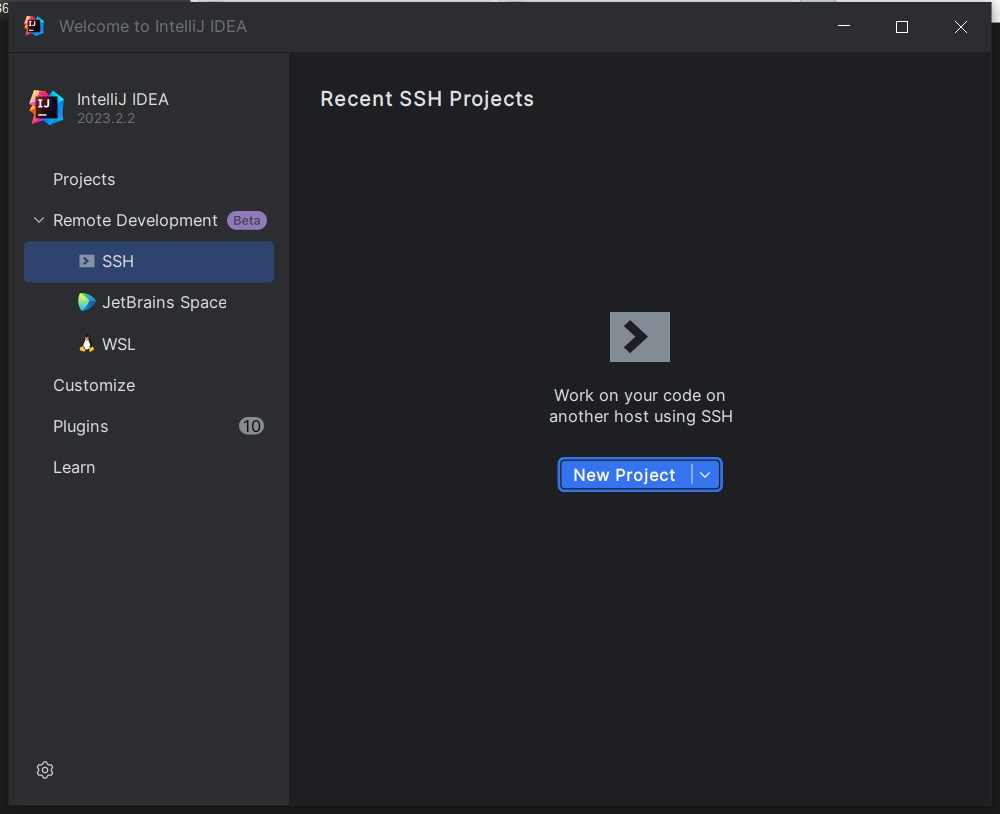 Welcome to IntelliJ IDEA
IntelliJ IDEA
2023.2.2
Projects
Remote Development Beta
SSH
JetBrains Space
WSL
Customize
Plugins 10
Learn
Recent SSH Projects
Work on your code on
another host using SSH
New Project